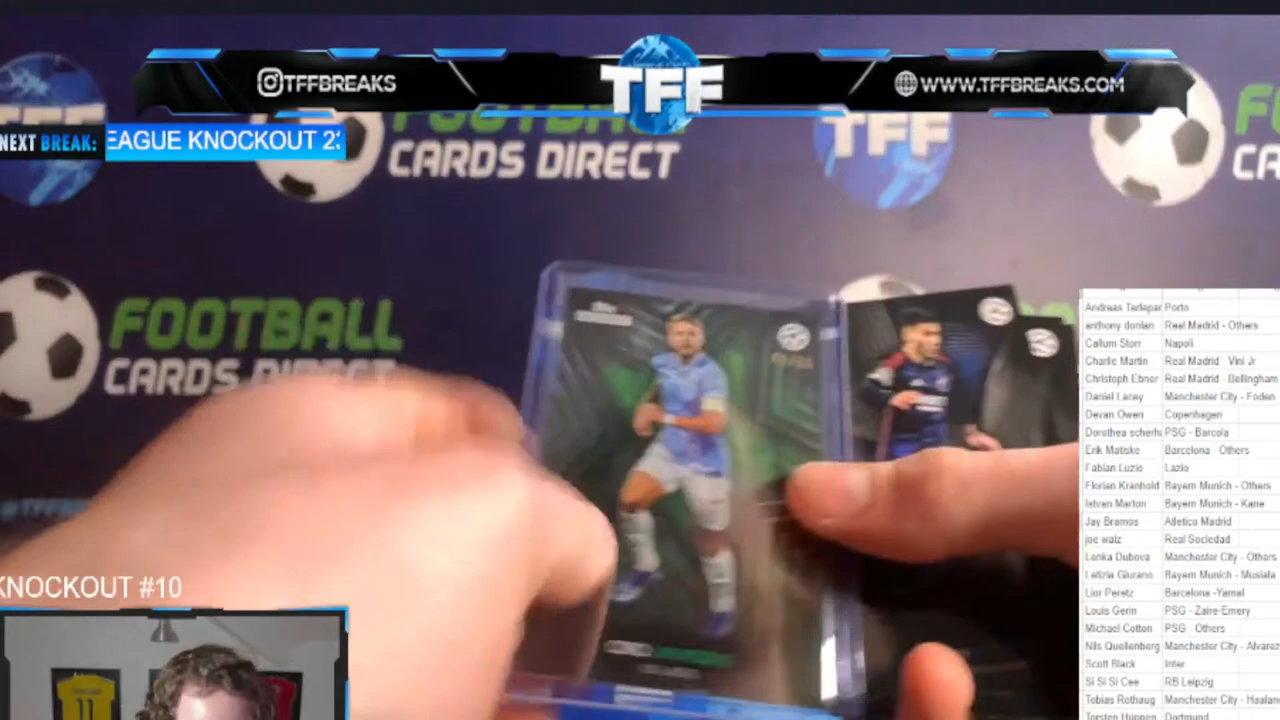 TFFBREAKS
TFF
WWW.TFFBREAKS.COM
NEXT BREAK:
EAGUE KNOCKOUT 2
FOOTBALL
CARDS DIRECT
TFF
FOOTBALL
CARDS DIRECT
KNOCKOUT #10
11
Porto
anthony donlan Real Madrid - Others
Callum Storr Napoli
Charlie Martin Real Madrid - Vini Jr
Christoph Ebner Real Madrid - Bellingham
Daniel Lacey Manchester City - Foden
Devan Owen Copenhagen
Dorothea PSG - Barcola
Erik Matiske Barcelona - Others
Fabian Luzio Lazio
Florian Kranhold Bayern Munich - Others
Istvan Marton Bayern Munich - Kane
Jay Bramos Atletico Madrid
joe walz Real Sociedad
Lenka Dubova Manchester City - Others
Letizia Giurano Bayern Munich - Musiala
Lior Peretz Barcelona -Yamal
Louis Gerin PSG - Zaire-Emery
Michael Cotton PSG Others
Nils Quellenberg Manchester City - Alvarez
Scott Black Inter
Si Si Si Cee RB Leipzig
Tobias Rothaug Manchester City - Haalan
Torsten Hüppen Dortmund